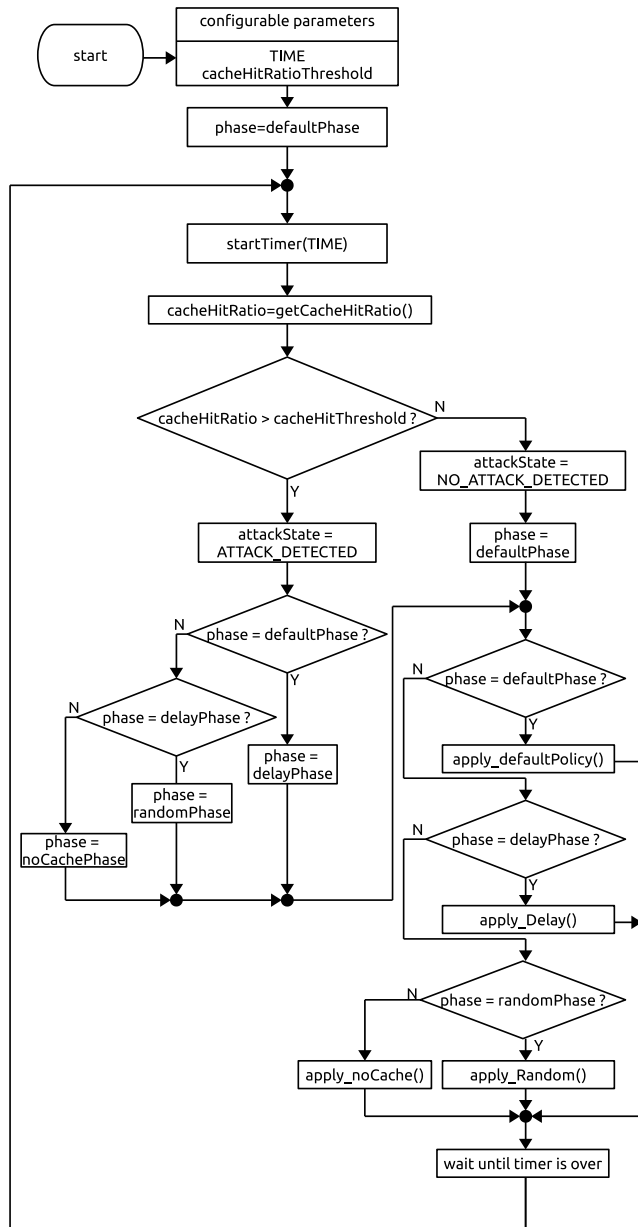 configurable parameters
start
TIME
cacheHitRatioThreshold
phase=defaultPhase
startTimer(TIME)
cacheHitRatio=getCacheHitRatio()
cacheHitRatio > cacheHitThreshold ?
N
Y
attackState =
NO_ATTACK_DETECTED
attackState =
ATTACK_DETECTED
phase =
defaultPhase
N
phase = defaultPhase ?
Y
N
phase = defaultPhase ?
Y
N
phase = delayPhase ?
Y
phase =
delayPhase
apply_defaultPolicy()
phase =
randomPhase
phase =
noCachePhase
N
phase = delayPhase ?
Y
apply_Delay()
N
phase = randomPhase ?
Y
apply_noCache()
apply_Random()
wait until timer is over